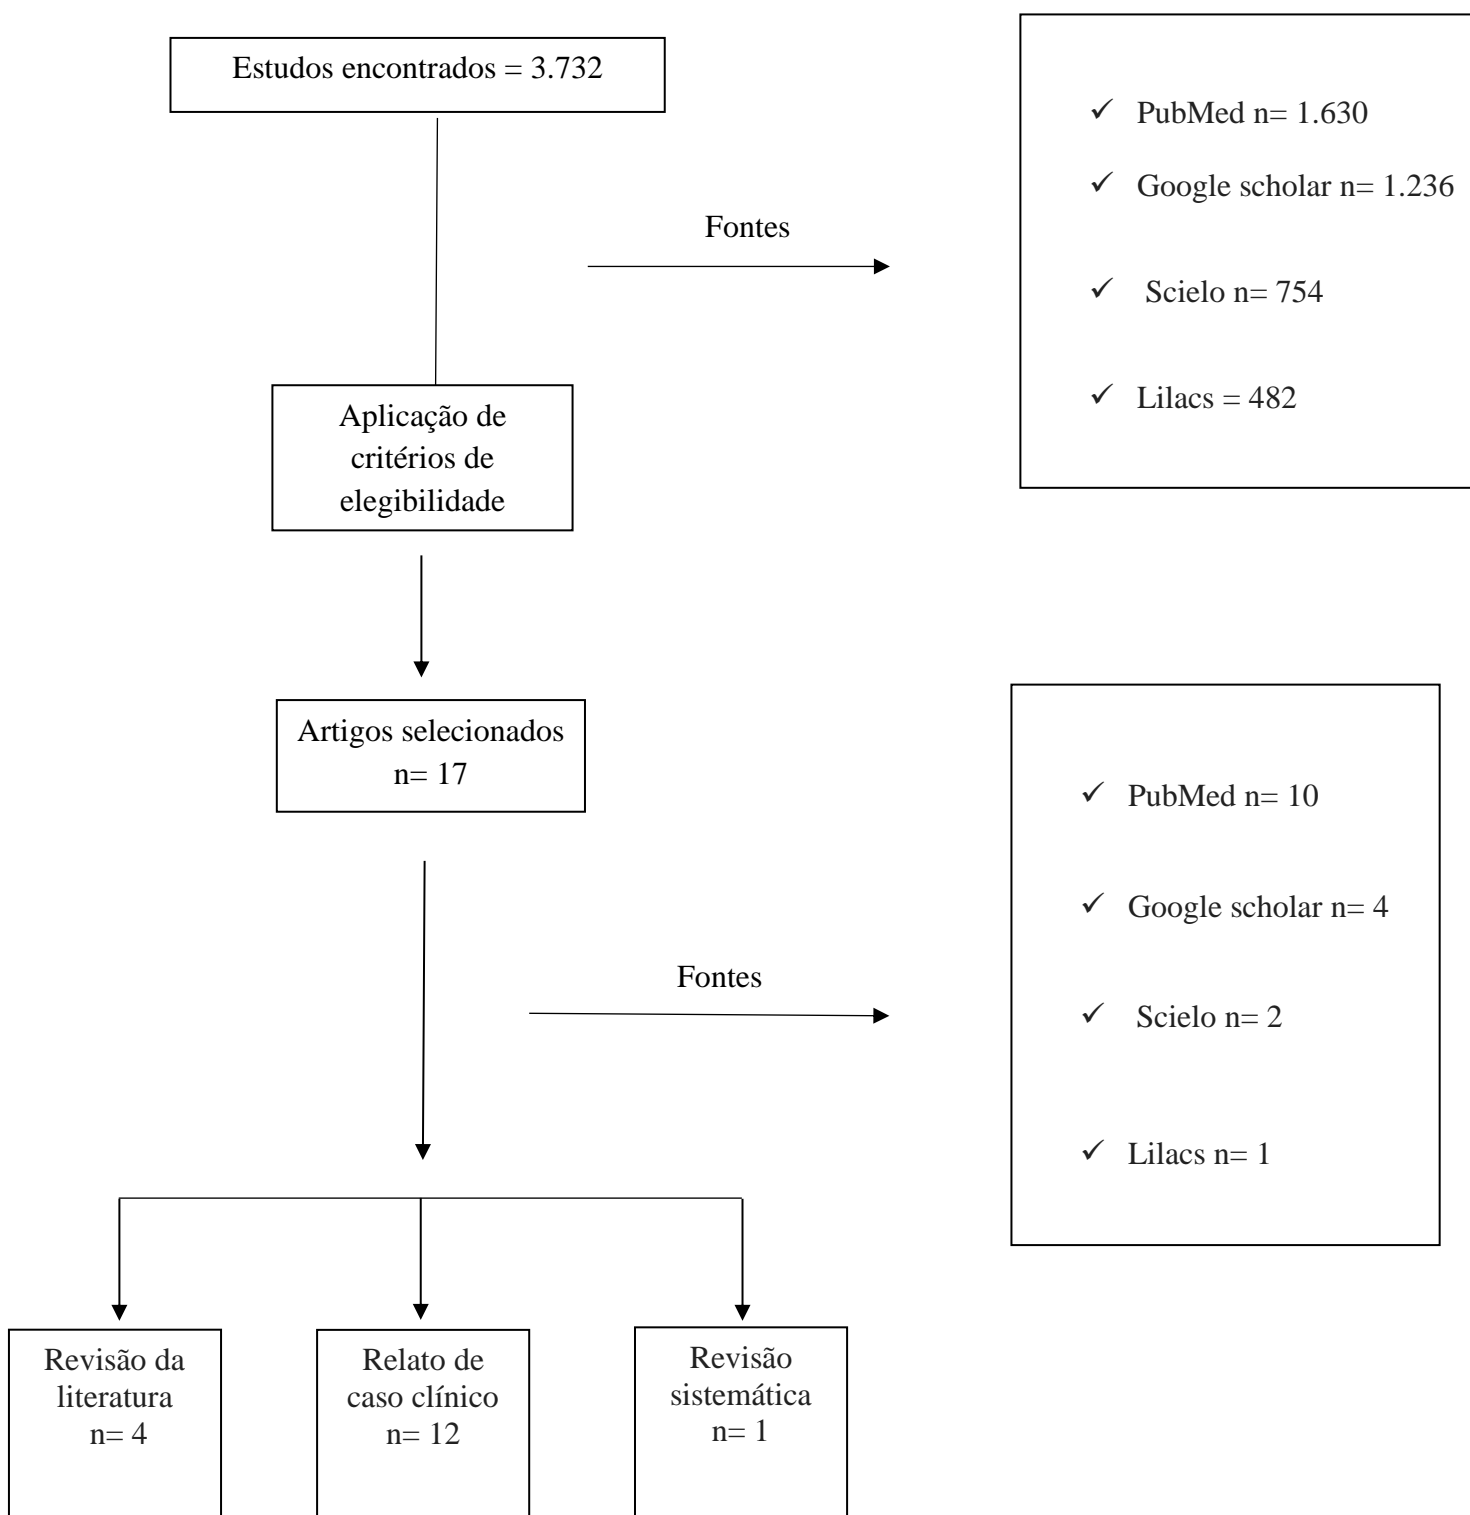 Estudos encontrados = 3.732
✓ PubMed n= 1.630
✓ Google scholar n= 1.236
Fontes
✓ Scielo n= 754
✓ Lilacs = 482
Aplicação de
critérios de
elegibilidade
Artigos selecionados
n= 17
✓ PubMed n= 10
✓ Google scholar n= 4
Fontes
✓ Scielo n= 2
✓ Lilacs n= 1
Revisão da
literatura
n= 4
Relato de
caso clínico
n= 12
Revisão
sistemática
n= 1